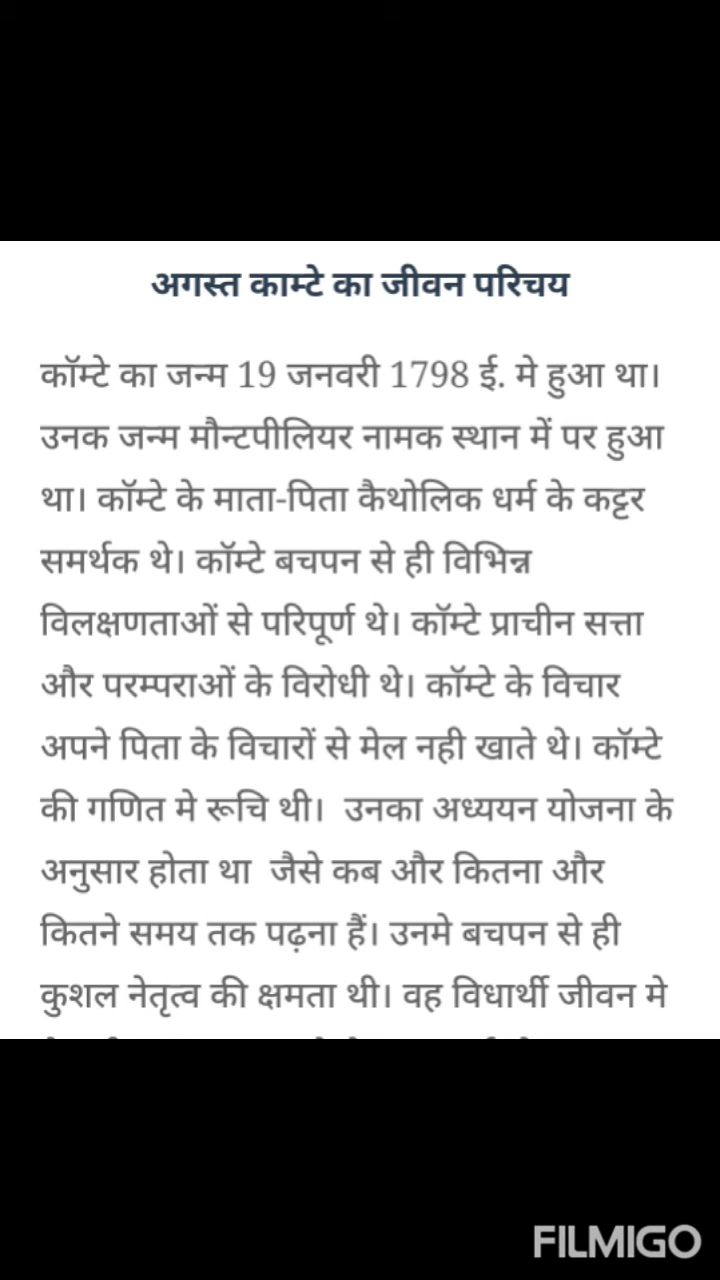 अगस्त काम्टे का जीवन परिचय
कॉम्टे का जन्म 19 जनवरी 1798 ई. मे हुआ था।
उनक जन्म मौन्टपीलियर नामक स्थान में पर हुआ
था। कॉम्टे के माता-पिता कैथोलिक धर्म के कट्टर
समर्थक थे। कॉम्टे बचपन से ही विभिन्न
विलक्षणताओं से परिपूर्ण थे। कॉम्टे प्राचीन सत्ता
और परम्पराओं के विरोधी थे। कॉम्टे के विचार
अपने पिता के विचारों से मेल नही खाते थे। कॉम्टे
की गणित मे रूचि थी।  उनका अध्ययन योजना के
अनुसार होता था  जैसे कब और कितना और
कितने समय तक पढ़ना हैं। उनमे बचपन से ही
कुशल नेतृत्व की क्षमता थी। वह विधार्थी जीवन मे
FILMIGO